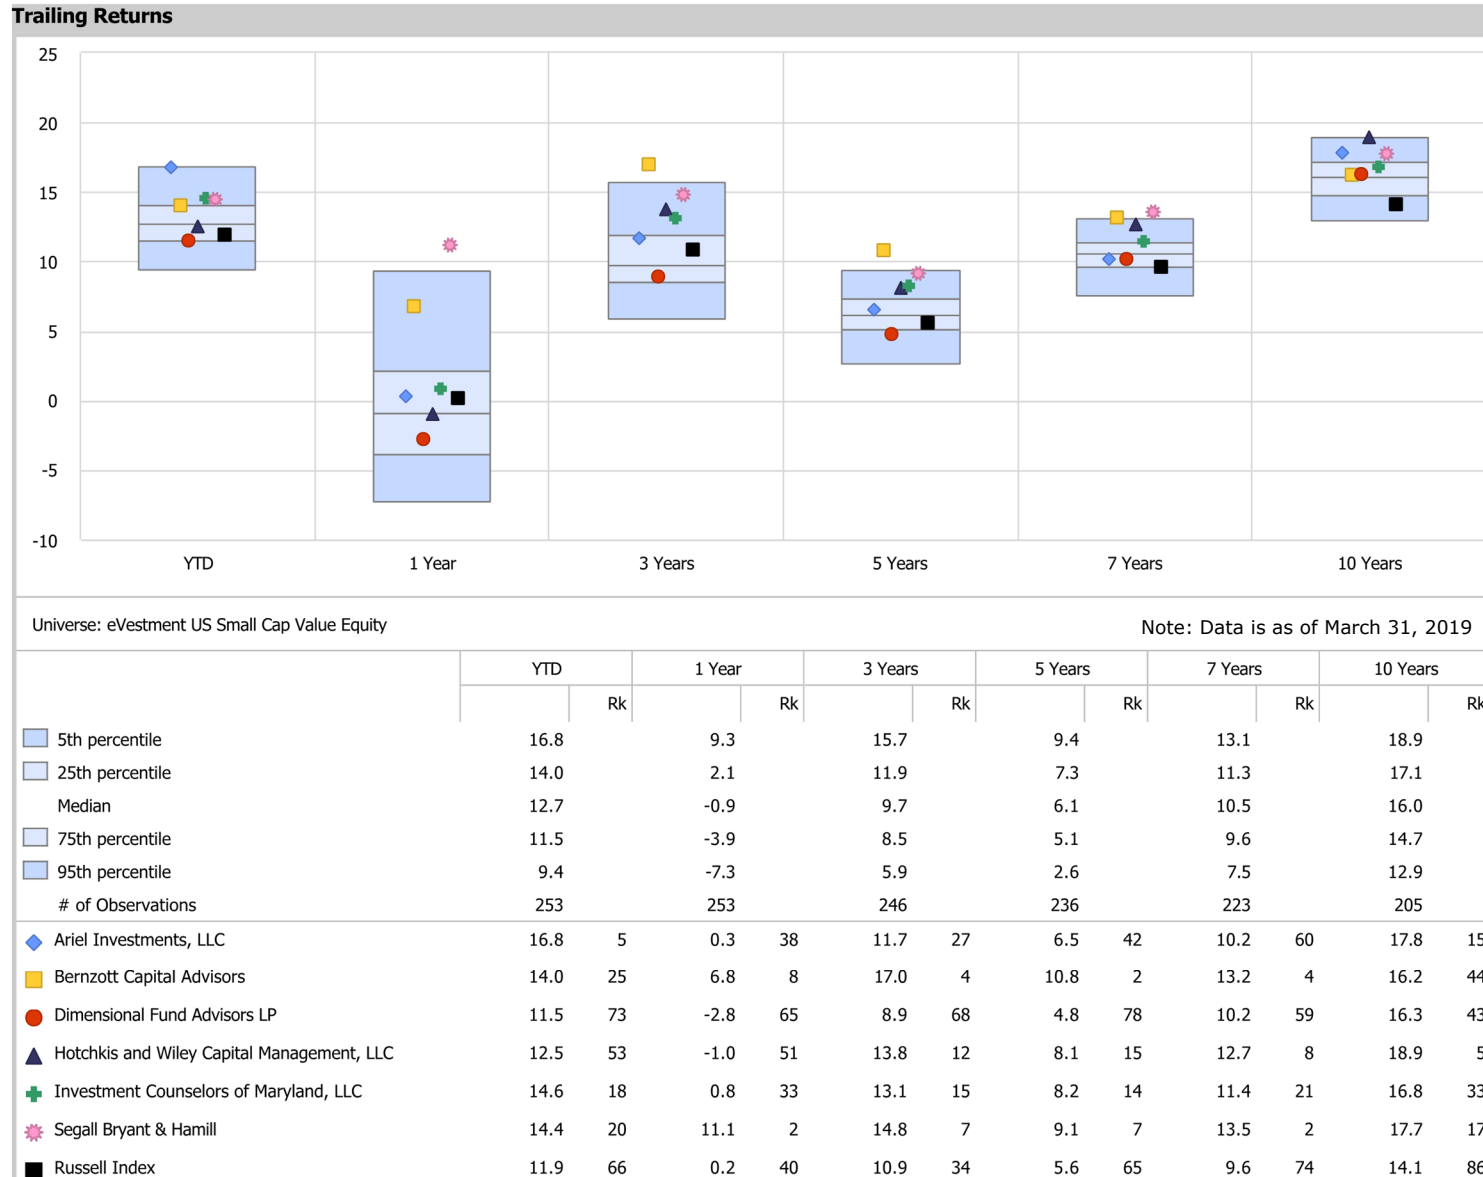 Trailing Returns
25
20
15
10
5
0
-5
-10
YTD 1 Year 3 Years 5 Years 7 Years 10 Years
Universe: eVestment US Small Cap Value Equity Note: Data is as of March 31, 2019
YTD 1 Year 3 Years 5 Years 7 Years 10 Years
Rk Rk Rk Rk Rk Rk
5th percentile 16.8 9.3 15.7 9.4 13.1 18.9
25th percentile 14.0 2.1 11.9 7.3 11.3 17.1
Median 12.7 -0.9 9.7 6.1 10.5 16.0
75th percentile 11.5 -3.9 8.5 5.1 9.6 14.7
95th percentile 9.4 -7.3 5.9 2.6 7.5 12.9
# of Observations 253 253 246 236 223 205
Ariel Investments, LLC 16.8 5 0.3 38 11.7 27 6.5 42 10.2 60 17.8 15
Bernzott Capital Advisors 14.0 25 6.8 8 17.0 4 10.8 2 13.2 4 16.2 44
Dimensional Fund Advisors LP 11.5 73 -2.8 65 8.9 68 4.8 78 10.2 59 16.3 43
Hotchkis and Wiley Capital Management, LLC 12.5 53 -1.0 51 13.8 12 8.1 15 12.7 8 18.9 5
Investment Counselors of Maryland, LLC 14.6 18 0.8 33 13.1 15 8.2 14 11.4 21 16.8 33
Segall Bryant & Hamill 14.4 20 11.1 2 14.8 7 9.1 7 13.5 2 17.7 17
Russell Index 11.9 66 0.2 40 10.9 34 5.6 65 9.6 74 14.1 86